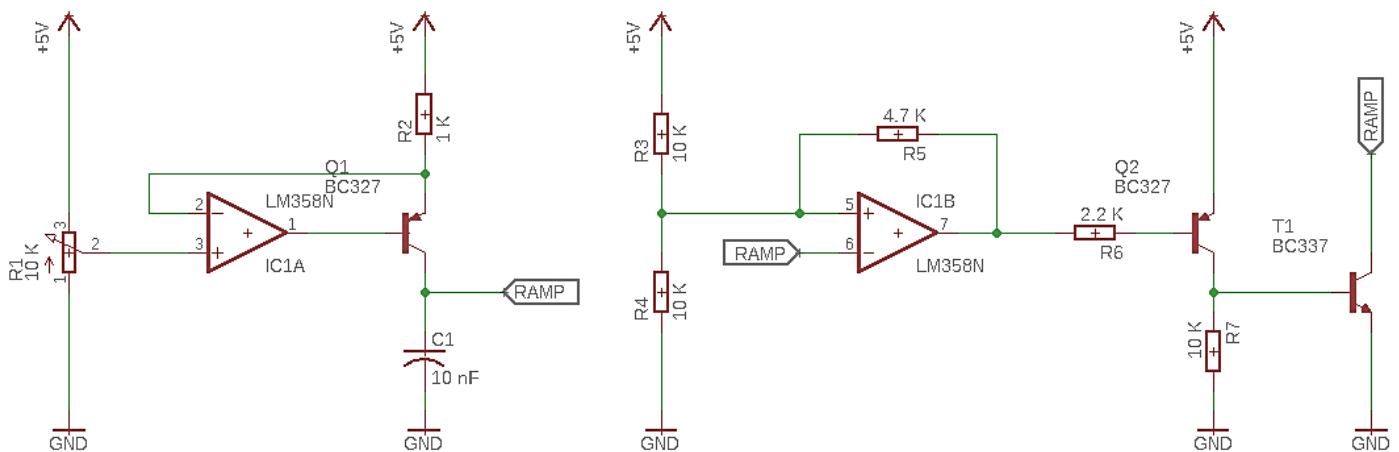 +5V
+5V
R2
1 K
Q1
BC327
LM358N
2
3
1
IC1A
R1
10 K
3
2
1
RAMP
C1
10 nF
GND
GND
+5V
R3
10 K
4.7 K
R5
IC1B
5
6
7
LM358N
RAMP
R4
10 K
GND
+5V
Q2
BC327
2.2 K
R6
T1
BC337
RAMP
10 K
R7
GND
GND